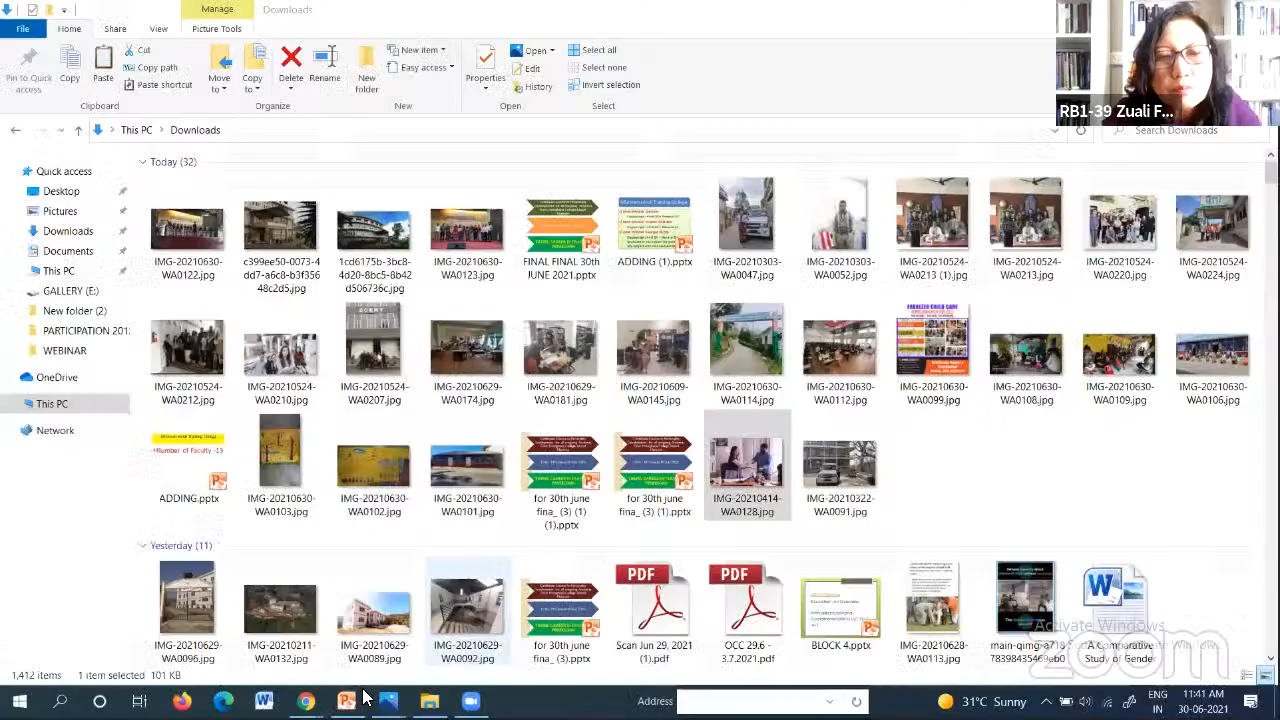 Manage
Downloads
File
Home
Share
View
Picture Tools
Pin to Quick access
Copy
Paste
Cut
Copy path
Paste shortcut
Move to
Copy to
Delete
Rename
New folder
New item
Easy access
Properties
Open
Edit
History
Select all
Select none
Invert selection
Clipboard
Organize
New
Open
Select
RB1-39 Zuali F...
This PC
Downloads
Search Downloads
Quick access
Desktop
Pictures
Downloads
Documents
This PC
GALLERY (E:)
New folder (2)
PARTICIPATION 201
WEBINAR
OneDrive
This PC
Network
Today (32)
IMG-20210630-WA0122.jpg
c399ee50-00f3-4dd7-a6c8-b3f35648c2d5.jpg
1cd6175b-3bc8-4d20-8bc5-8b42d506736c.jpg
IMG-20210630-WA0123.jpg
FINAL FINAL 30th JUNE 2021.pptx
ADDING (1).pptx
IMG-20210303-WA0047.jpg
IMG-20210303-WA0052.jpg
IMG-20210524-WA0213 (1).jpg
IMG-20210524-WA0213.jpg
IMG-20210524-WA0220.jpg
IMG-20210524-WA0224.jpg
EBENEZER CHILD CARE
IMG-20210524-WA0212.jpg
IMG-20210524-WA0210.jpg
IMG-20210524-WA0207.jpg
IMG-20210629-WA0174.jpg
IMG-20210629-WA0181.jpg
IMG-20210609-WA0145.jpg
IMG-20210630-WA0114.jpg
IMG-20210630-WA0112.jpg
IMG-20210630-WA0099.jpg
IMG-20210630-WA0108.jpg
IMG-20210630-WA0109.jpg
IMG-20210630-WA0106.jpg
Number of Faculty
ADDING.pptx
IMG-20210630-WA0103.jpg
IMG-20210630-WA0102.jpg
IMG-20210630-WA0101.jpg
for 30th june fina_ (3) (1) (1).pptx
for 30th june fina_ (3) (1).pptx
IMG-20210414-WA0128.jpg
IMG-20210322-WA0091.jpg
Yesterday (11)
PDF
PDF
IMG-20210629-WA0096.jpg
IMG-20210211-WA0132.jpg
IMG-20210629-WA0089.jpg
IMG-20210629-WA0092.jpg
for 30th june fina_ (3).pptx
Scan Jun 29, 2021 (1).pdf
OCC 29.6 - 3.7.2021.pdf
BLOCK 4.pptx
IMG-20210628-WA0113.jpg
main-qimg-a718
78398435469eb0
A Comparative Study of Gender
Activate Windows
zoom
1,412 items
1 item selected 101 KB
Address
31°C Sunny
ENG
IN
11:41 AM
30-06-2021